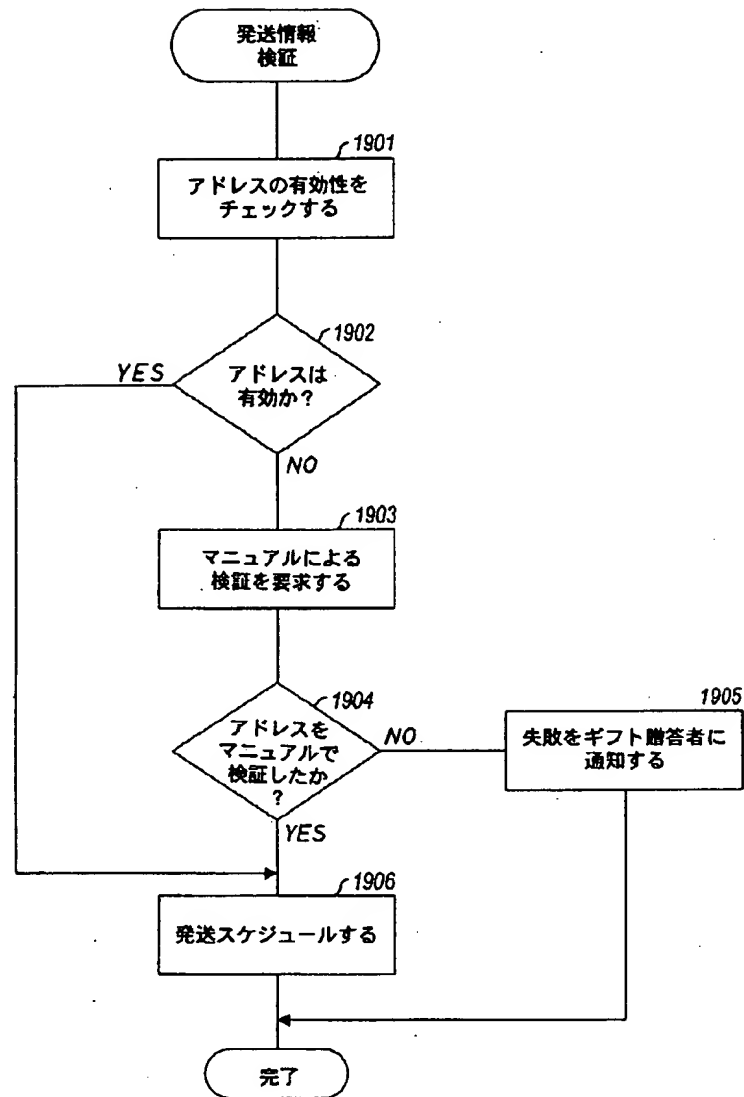 発送情報
検証
1901
アドレスの有効性を
チェックする
1902
アドレスは
有効か？
YES
NO
1903
マニュアルによる
検証を要求する
1904
アドレスを
マニュアルで
検証したか
？
NO
YES
1905
失敗をギフト贈答者に
通知する
1906
発送スケジュールする
完了